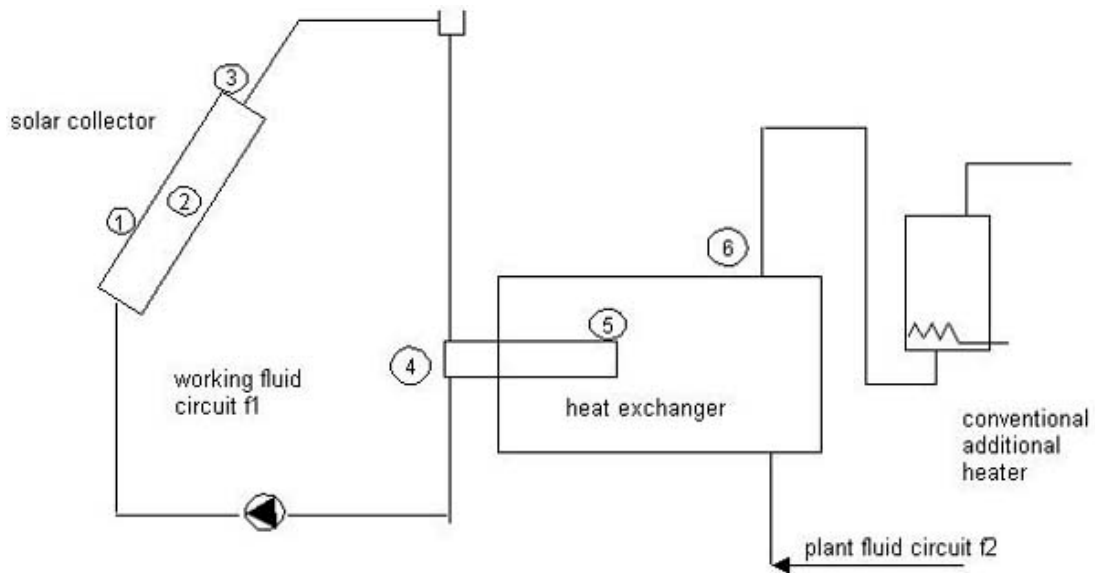 3
solar collector
1
2
6
5
4
working fluid
circuit f1
heat exchanger
conventional
additional
heater
plant fluid circuit f2